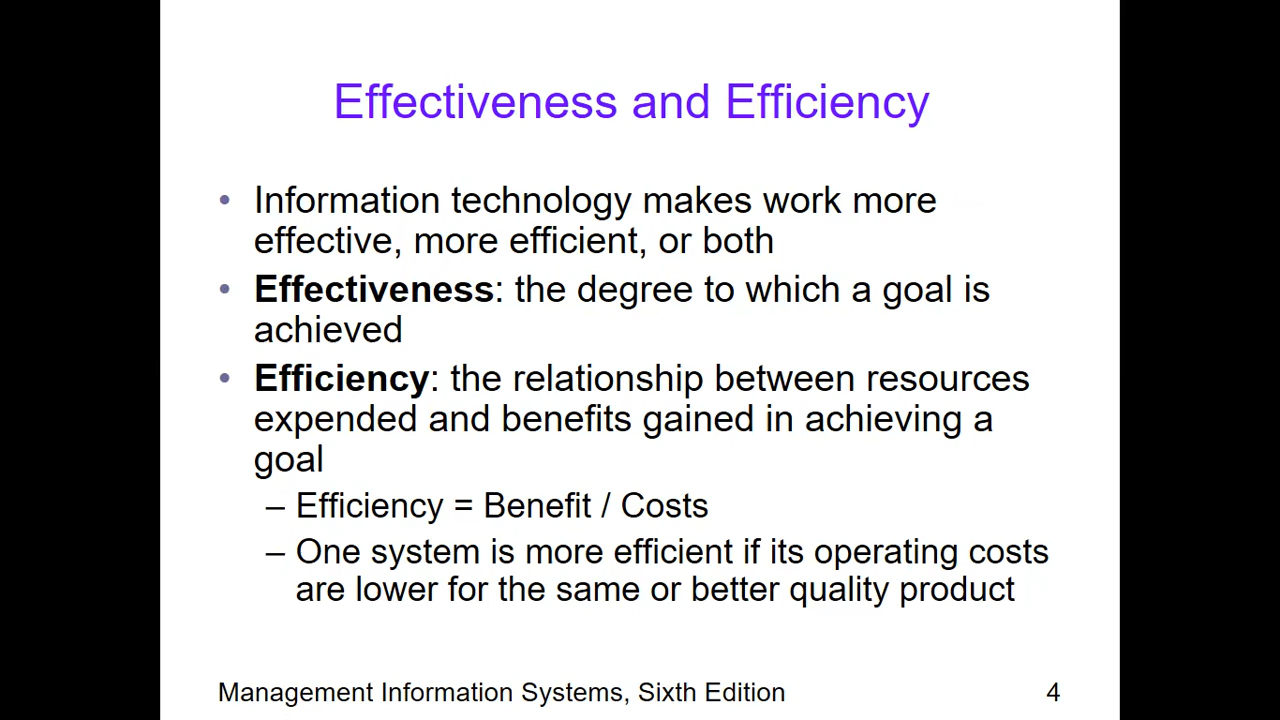 Effectiveness and Efficiency
• Information technology makes work more
effective, more efficient, or both
• Effectiveness: the degree to which a goal is
achieved
• Efficiency: the relationship between resources
expended and benefits gained in achieving a
goal
– Efficiency = Benefit / Costs
– One system is more efficient if its operating costs
are lower for the same or better quality product
Management Information Systems, Sixth Edition 4